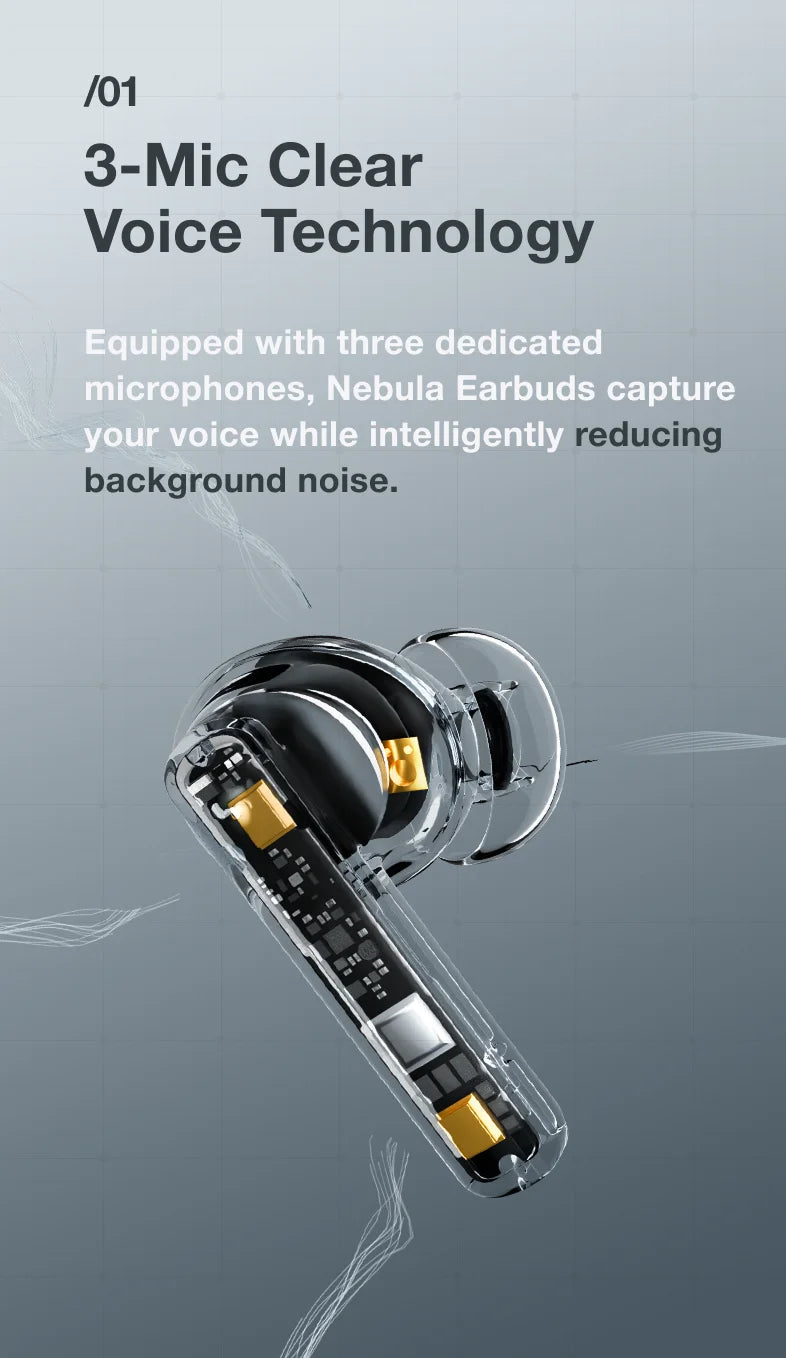 /01
3-Mic Clear
Voice Technology
Equipped with three dedicated
microphones, Nebula Earbuds capture
your voice while intelligently reducing
background noise.